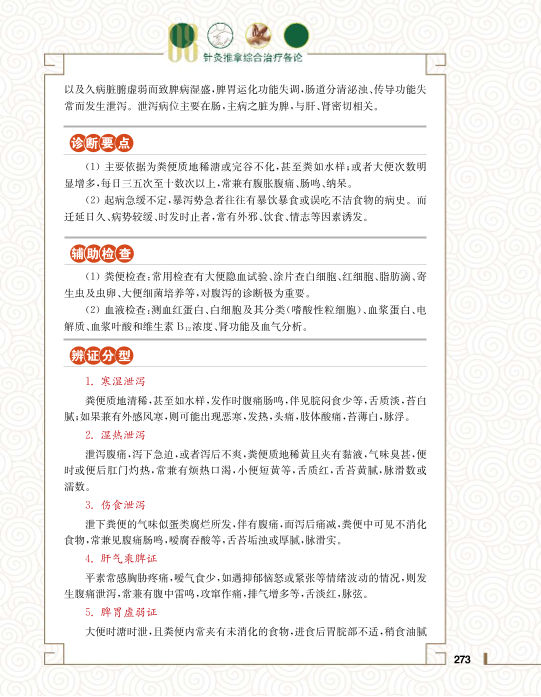 针灸推拿综合治疗备论
以及久病脏腑虚弱而致脾病湿盛,脾胃运化功能失调,肠道分清泌浊、传导功能失
常而发生泄泻。泄泻病位主要在肠,主病之脏为脾,与肝、肾密切相关。
诊断要点
(1) 主要依据为粪便质地稀溏或完谷不化,甚至粪如水样;或者大便次数明
显增多,每日三五次至十数次以上,常兼有腹胀腹痛、肠鸣、纳呆。
(2) 起病急缓不定,暴泻势急者往往有暴饮暴食或误吃不洁食物的病史。而
迁延日久、病势较缓、时发时止者,常有外邪、饮食、情志等因素诱发。
辅助检查
(1) 粪便检查:常用检查有大便隐血试验、涂片查白细胞、红细胞、脂肪滴、寄
生虫及虫卵、大便细菌培养等,对腹泻的诊断极为重要。
(2) 血液检查:测血红蛋白、白细胞及其分类(嗜酸性粒细胞)、血浆蛋白、电
解质、血浆叶酸和维生素 B₁₂浓度、肾功能及血气分析。
辨证分型
1. 寒湿泄泻
粪便质地清稀,甚至如水样,发作时腹痛肠鸣,伴见脘闷食少等,舌质淡,苔白
腻;如果兼有外感风寒,则可能出现恶寒,发热,头痛,肢体酸痛,苔薄白,脉浮。
2. 湿热泄泻
泄泻腹痛,泻下急迫,或者泻后不爽,粪便质地稀黄且夹有黏液,气味臭甚,便
时或便后肛门灼热,常兼有烦热口渴,小便短黄等,舌质红,舌苔黄腻,脉滑数或
濡数。
3. 伤食泄泻
泄下粪便的气味似蛋类腐烂所发,伴有腹痛,而泻后痛减,粪便中可见不消化
食物,常兼见腹痛肠鸣,嗳腐吞酸等,舌苔垢浊或厚腻,脉滑实。
4. 肝气乘脾证
平素常感胸胁疼痛,嗳气食少,如遇抑郁恼怒或紧张等情绪波动的情况,则发
生腹痛泄泻,常兼有腹中雷鸣,攻窜作痛,排气增多等,舌淡红,脉弦。
5. 脾胃虚弱证
大便时溏时泄,且粪便内常夹有未消化的食物,进食后胃脘部不适,稍食油腻
273